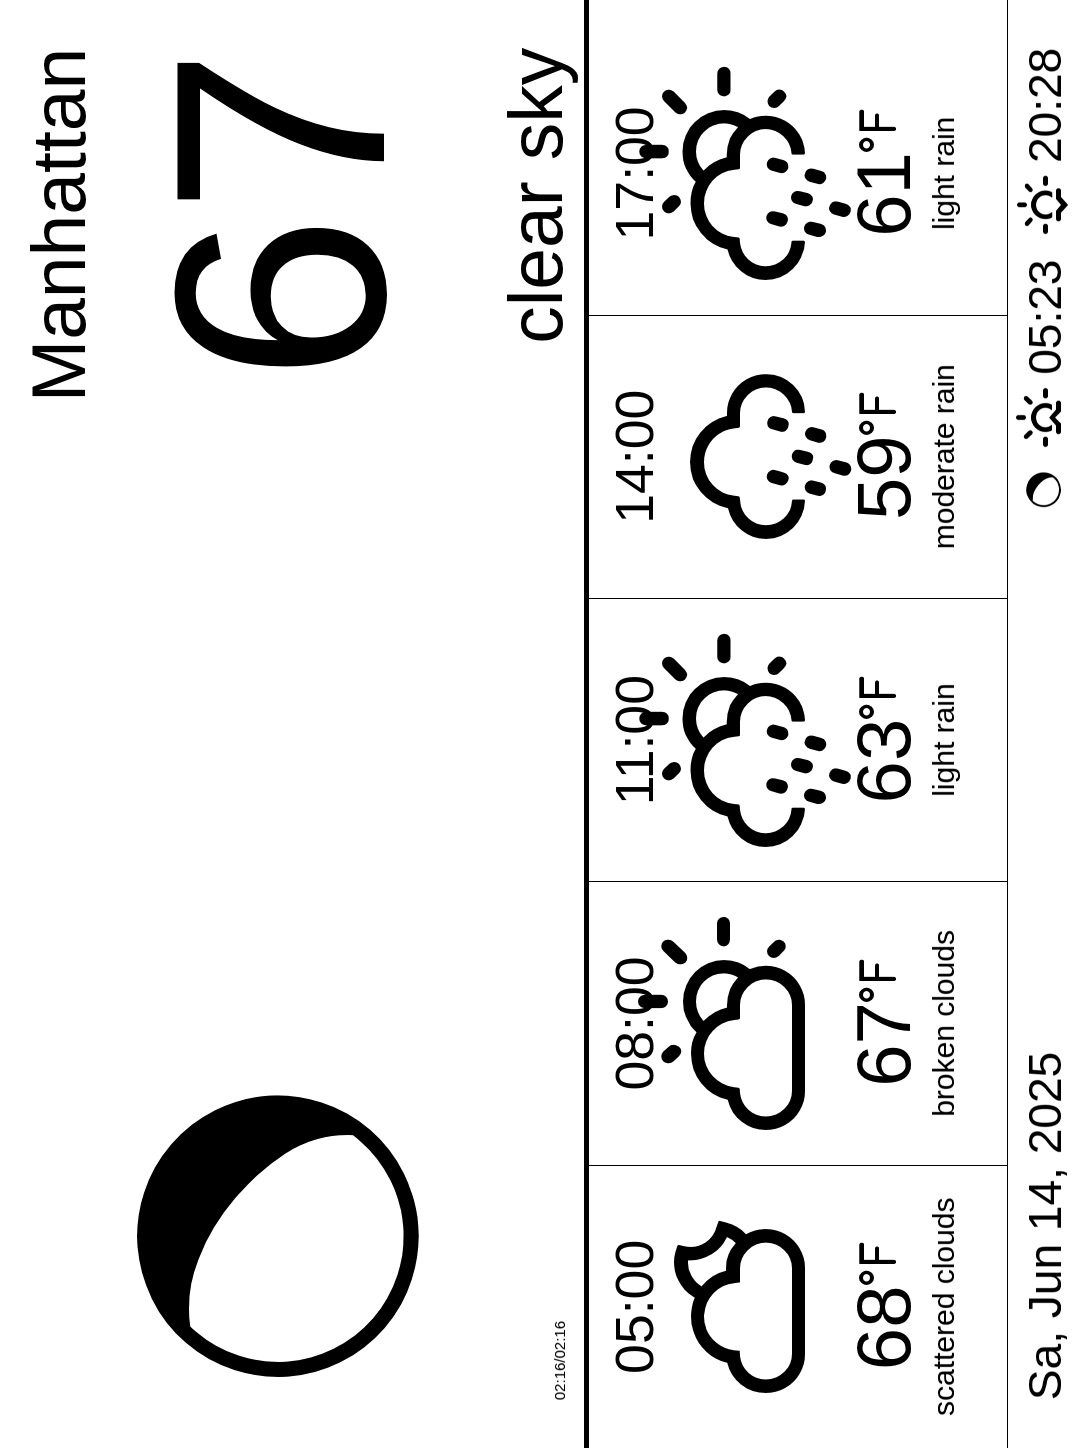 Manhattan
67
clear sky
02:16/02:16
05:00
68°F
scattered clouds
08:00
67°F
broken clouds
11:00
63°F
light rain
14:00
59°F
moderate rain
17:00
61°F
light rain
Sa, Jun 14, 2025
05:23
20:28